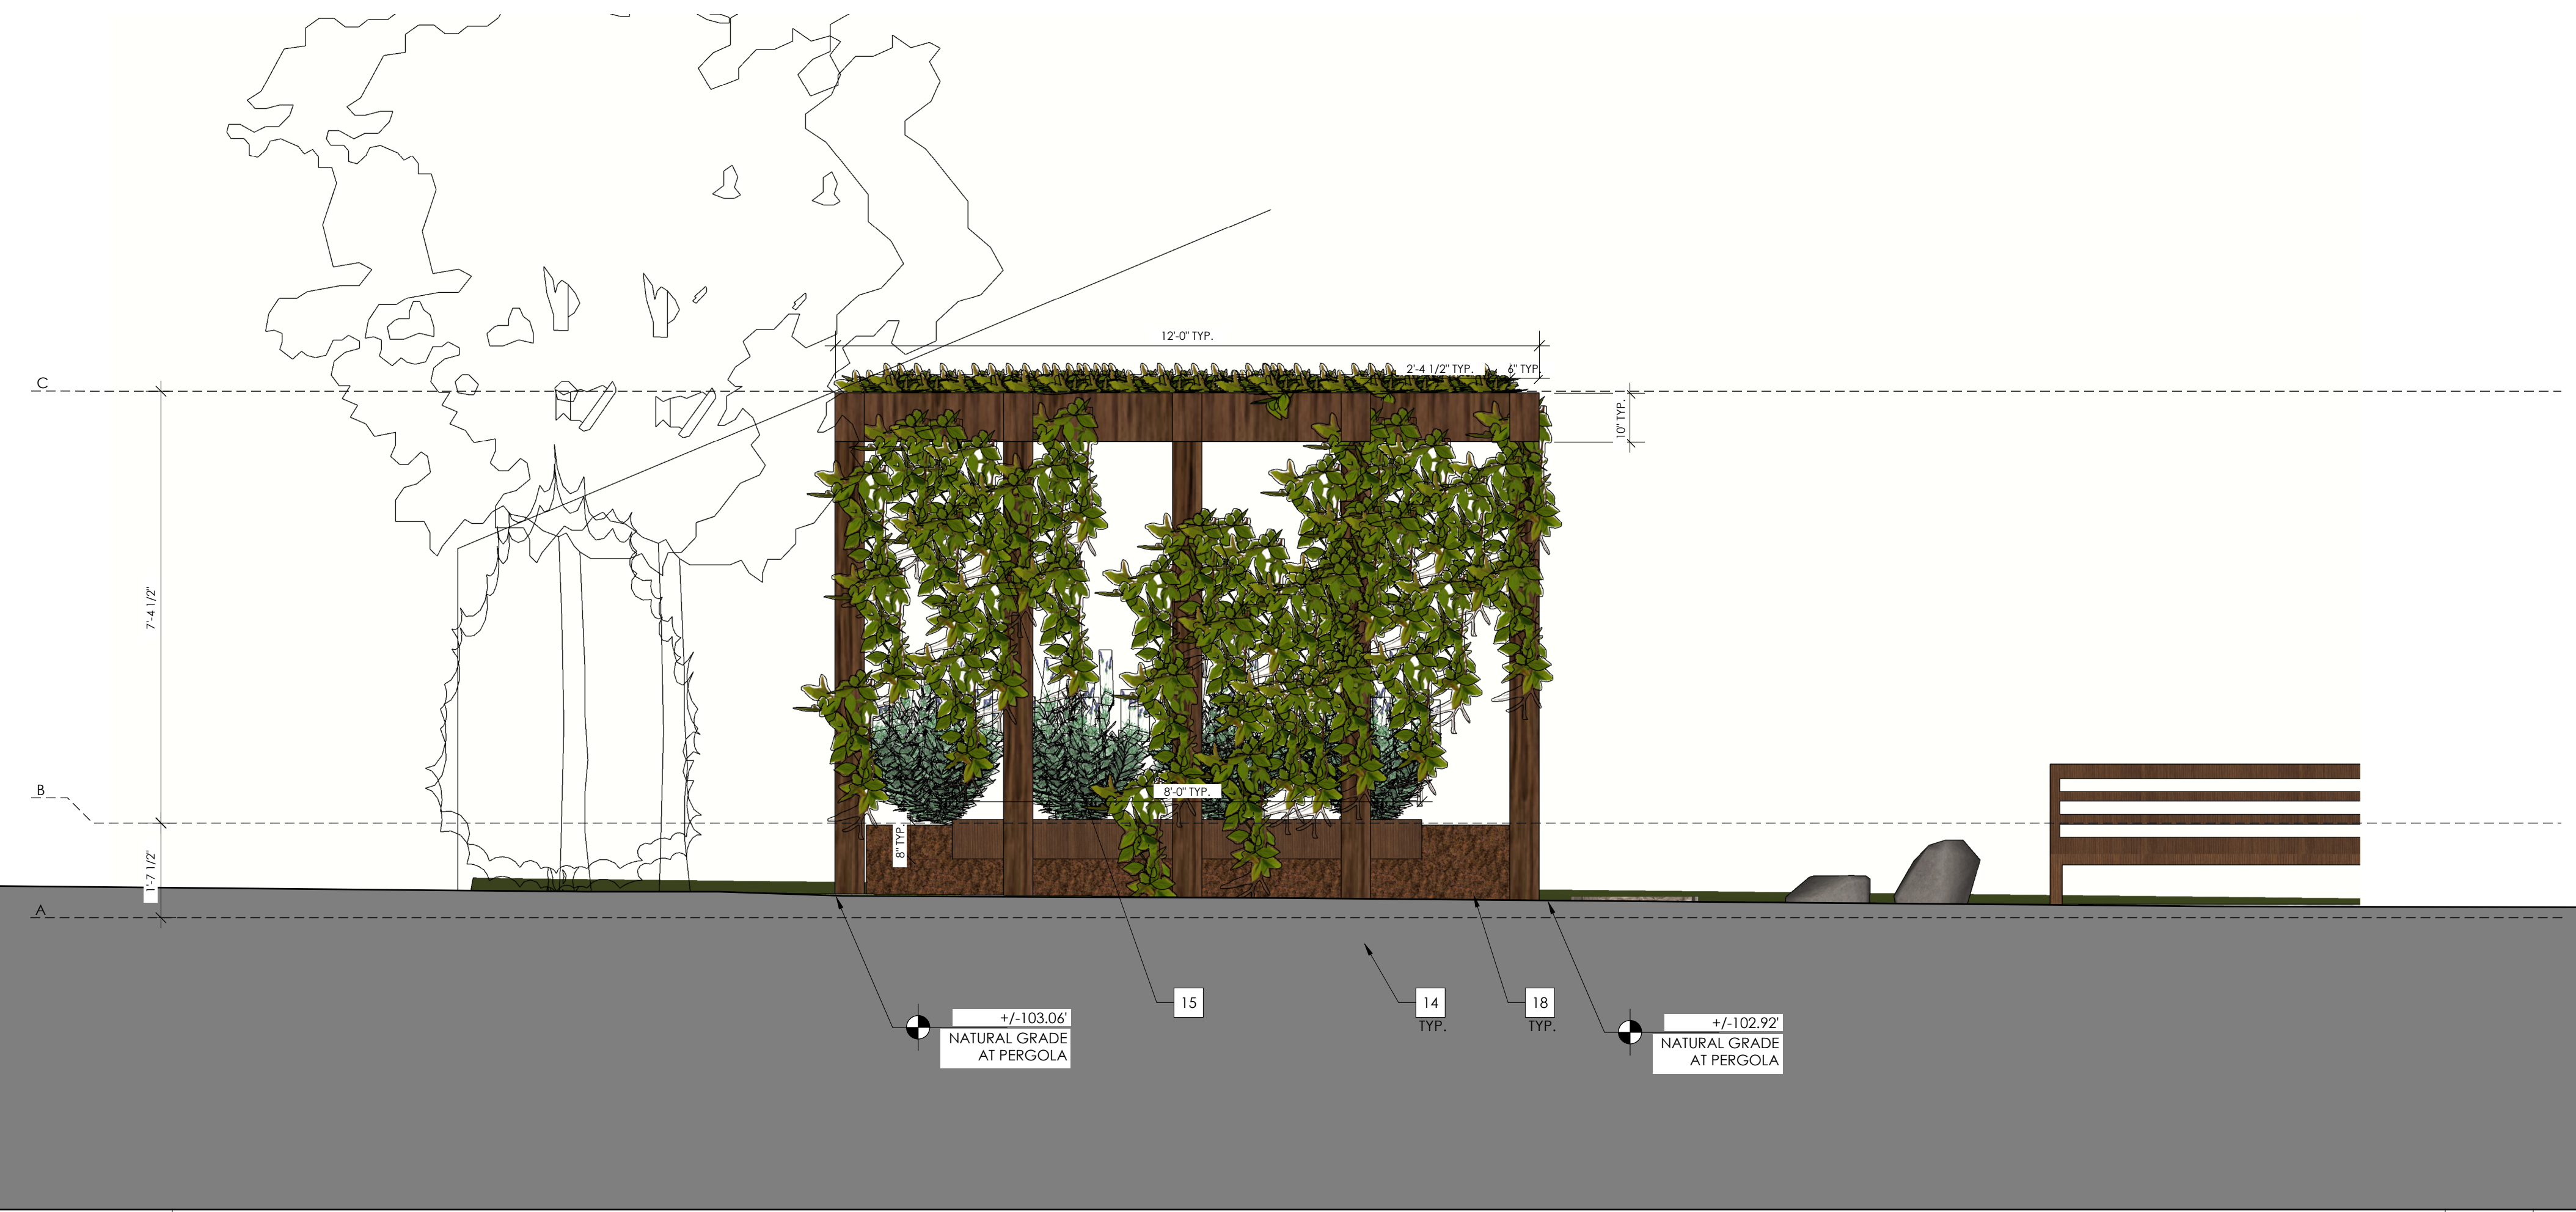 12'-0" TYP.
2'-4 1/2" TYP.
6" TYP.
C
10" TYP.
7'-4 1/2"
B
8'-0" TYP.
8" TYP.
1'-7 1/2"
A
15
14
TYP.
18
TYP.
+/-103.06'
NATURAL GRADE
AT PERGOLA
+/-102.92'
NATURAL GRADE
AT PERGOLA